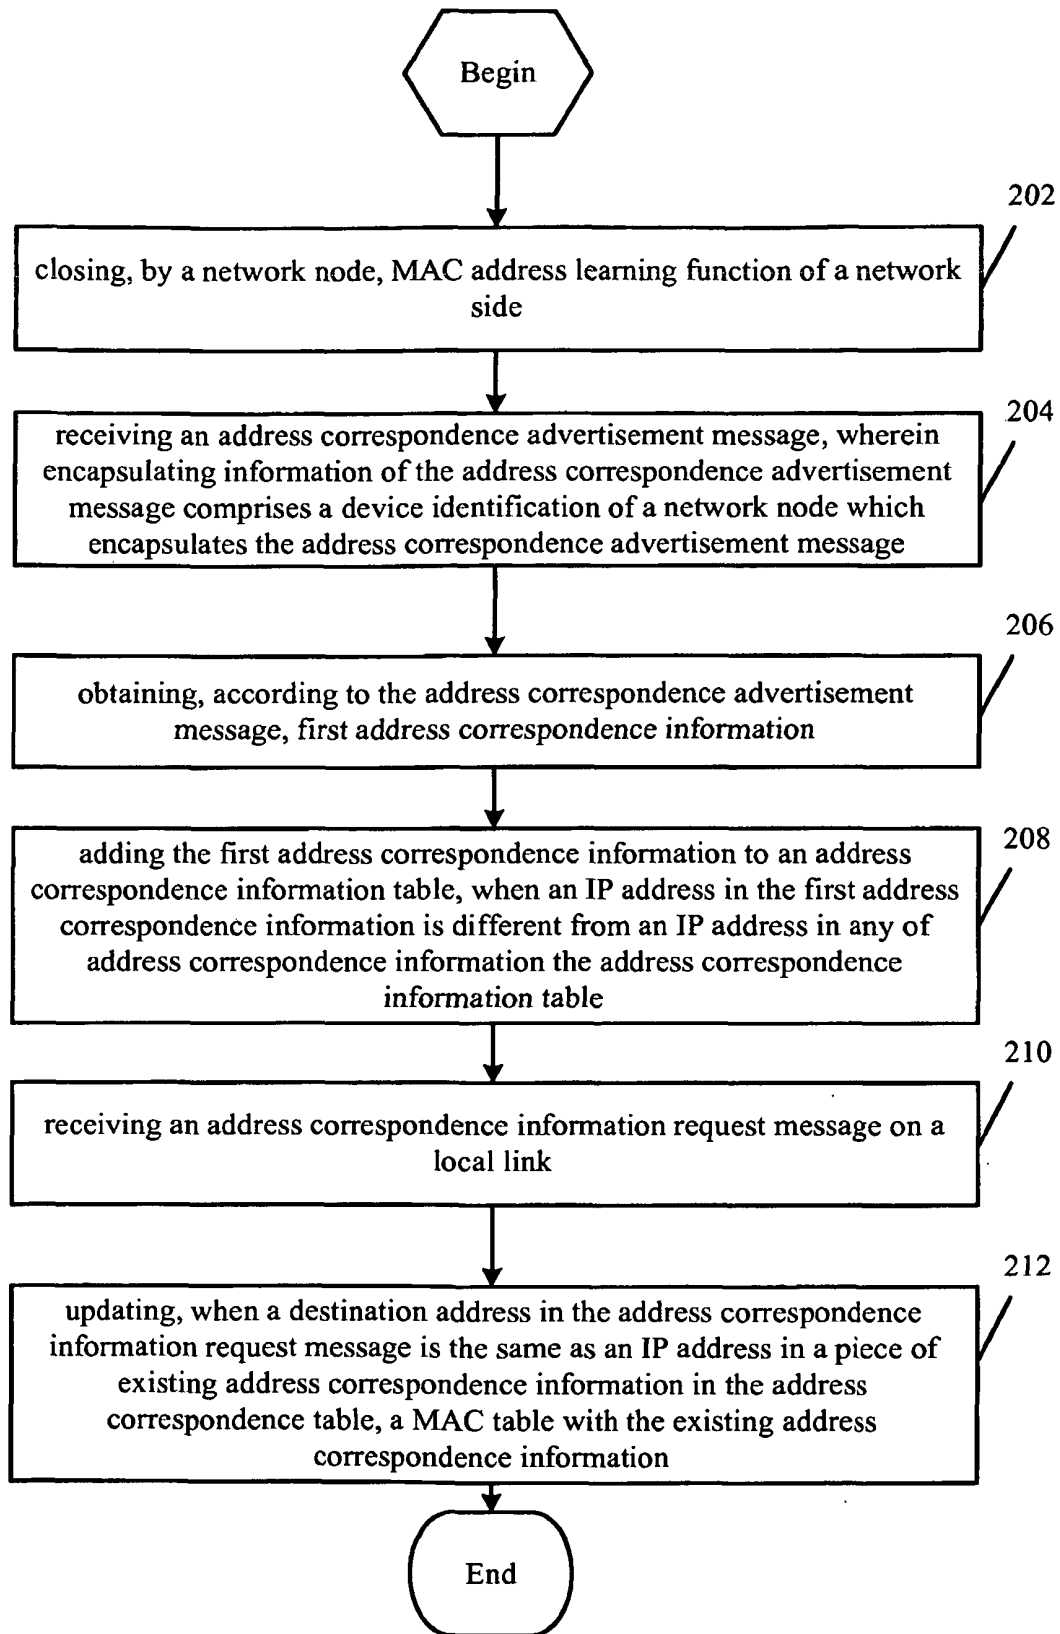 Begin
202
closing, by a network node, MAC address learning function of a network
side
204
receiving an address correspondence advertisement message, wherein
encapsulating information of the address correspondence advertisement
message comprises a device identification of a network node which
encapsulates the address correspondence advertisement message
206
obtaining, according to the address correspondence advertisement
message, first address correspondence information
208
adding the first address correspondence information to an address
correspondence information table, when an IP address in the first address
correspondence information is different from an IP address in any of
address correspondence information the address correspondence
information table
210
receiving an address correspondence information request message on a
local link
212
updating, when a destination address in the address correspondence
information request message is the same as an IP address in a piece of
existing address correspondence information in the address
correspondence table, a MAC table with the existing address
correspondence information
End